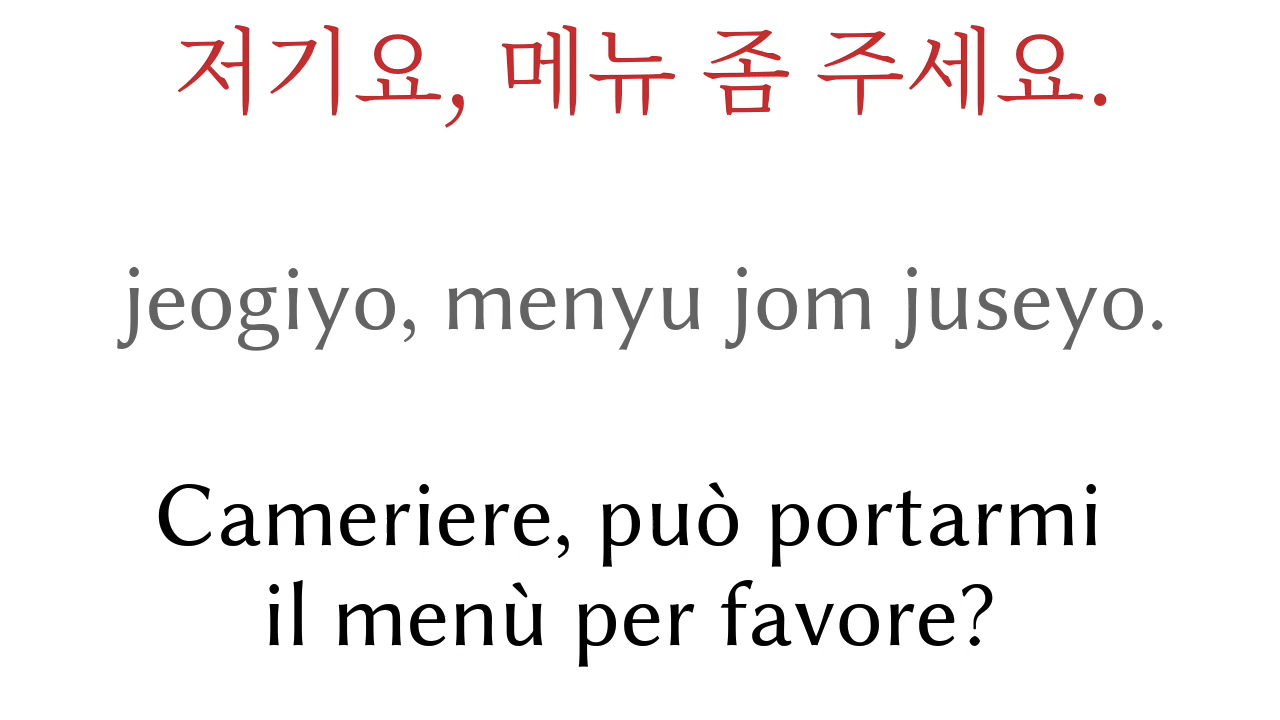 저기요, 메뉴 좀 주세요.
jeogiyo, menyu jom juseyo.
Cameriere, può portarmi
il menù per favore?